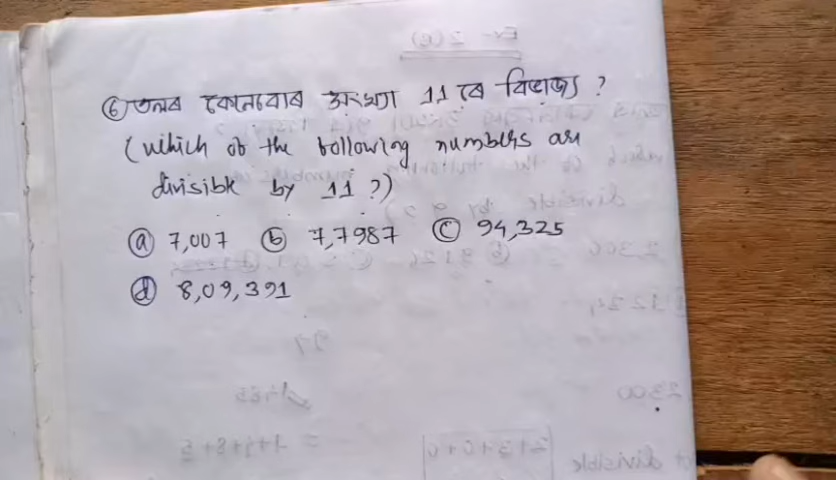 ⑥ তলৰ কোনবোৰ সংখ্যা 11 ৰে বিভাজ্য ?
(which of the following numbers are
divisible by 11 ?)
ⓐ 7,007 ⓑ 7,7987 ⓒ 94,325
ⓓ 8,09,391